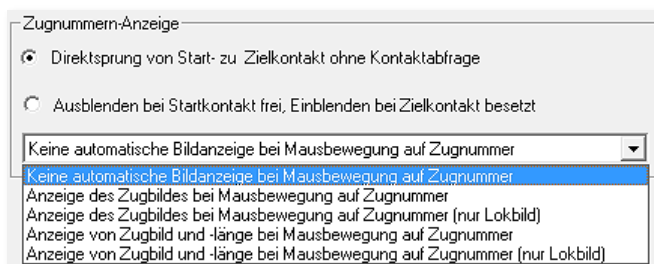 Zugnummern-Anzeige
Direktsprung von Start- zu Zielkontakt ohne Kontaktabfrage
Ausblenden bei Startkontakt frei, Einblenden bei Zielkontakt besetzt
Keine automatische Bildanzeige bei Mausbewegung auf Zugnummer
Keine automatische Bildanzeige bei Mausbewegung auf Zugnummer
Anzeige des Zugbildes bei Mausbewegung auf Zugnummer
Anzeige des Zugbildes bei Mausbewegung auf Zugnummer (nur Lokbild)
Anzeige von Zugbild und -länge bei Mausbewegung auf Zugnummer
Anzeige von Zugbild und -länge bei Mausbewegung auf Zugnummer (nur Lokbild)